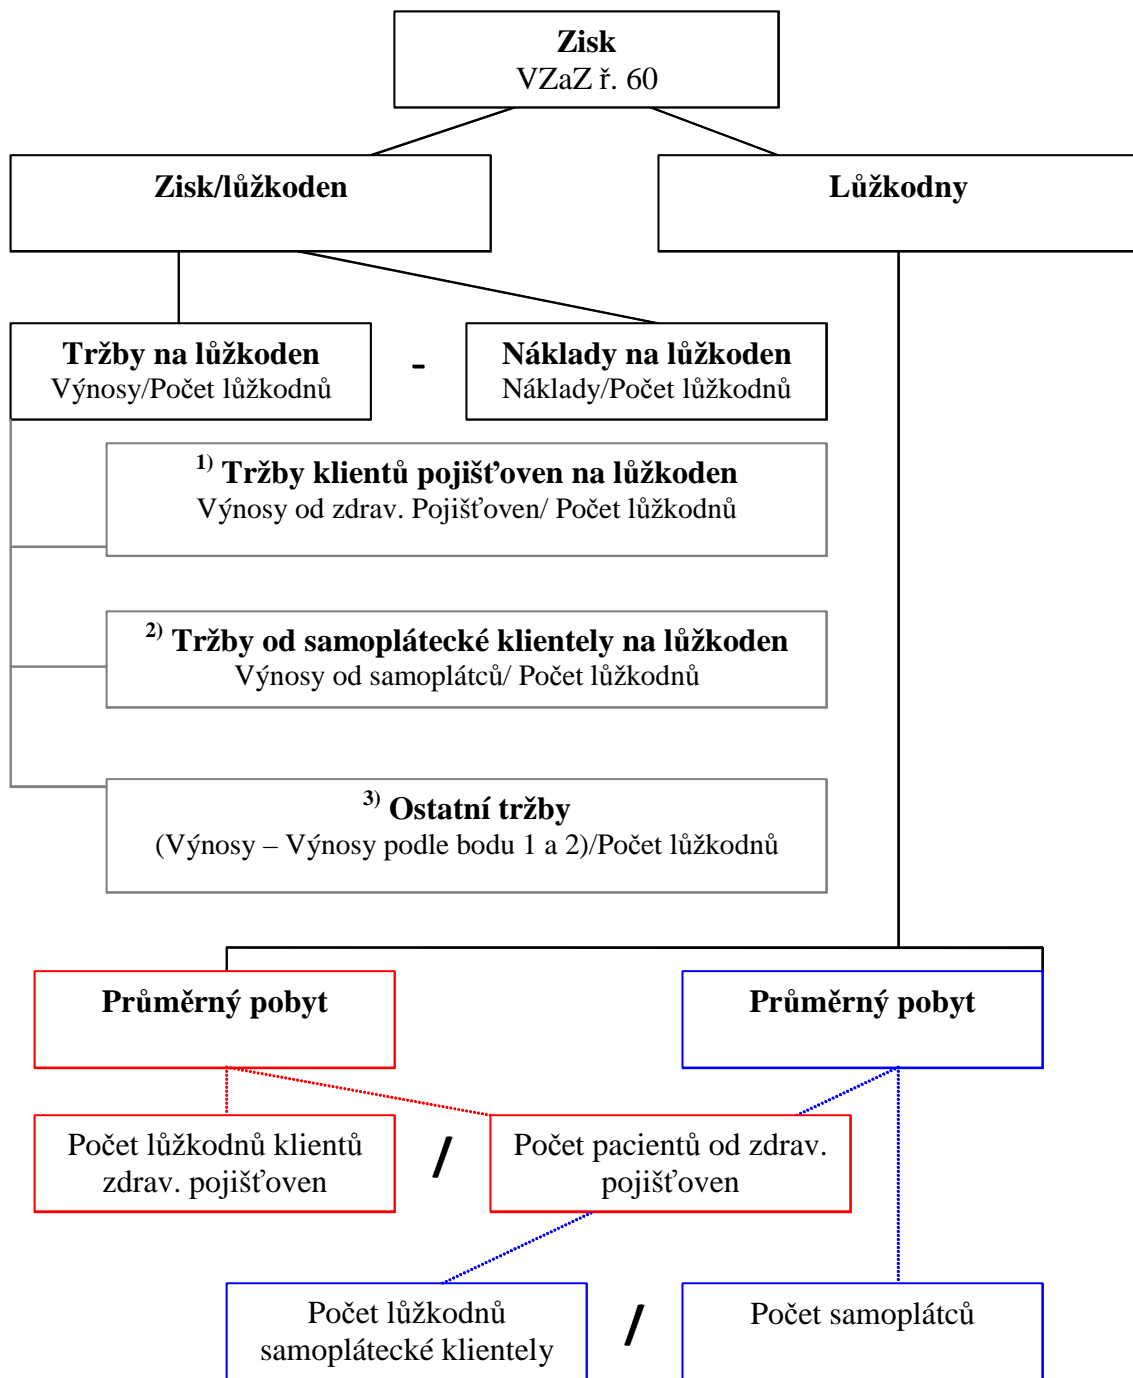 Zisk
VZaZ ř. 60
Zisk/lůžkoden
Lůžkodny
Tržby na lůžkoden
Výnosy/Počet lůžkodnů
-
Náklady na lůžkoden
Náklady/Počet lůžkodnů
1) Tržby klientů pojišťoven na lůžkoden
Výnosy od zdrav. Pojišťoven/ Počet lůžkodnů
2) Tržby od samoplátecké klientely na lůžkoden
Výnosy od samoplátců/ Počet lůžkodnů
3) Ostatní tržby
(Výnosy – Výnosy podle bodu 1 a 2)/Počet lůžkodnů
Průměrný pobyt
Průměrný pobyt
Počet lůžkodnů klientů
zdrav. pojišťoven
/
Počet pacientů od zdrav.
pojišťoven
Počet lůžkodnů
samoplátecké klientely
/
Počet samoplátců